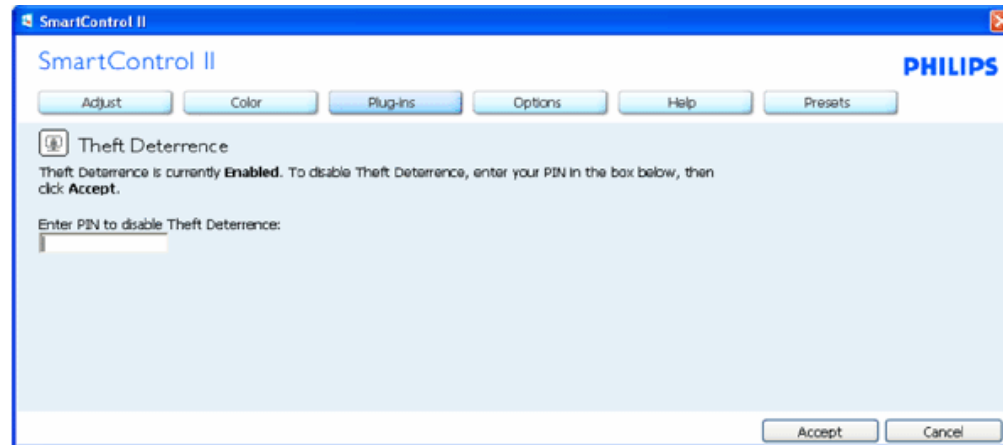 SmartControl II
SmartControl II
PHILIPS
Adjust Color Plug-ins Options Help Presets
Theft Deterrence
Theft Deterrence is currently Enabled. To disable Theft Deterrence, enter your PIN in the box below, then
click Accept.
Enter PIN to disable Theft Deterrence:
Accept Cancel